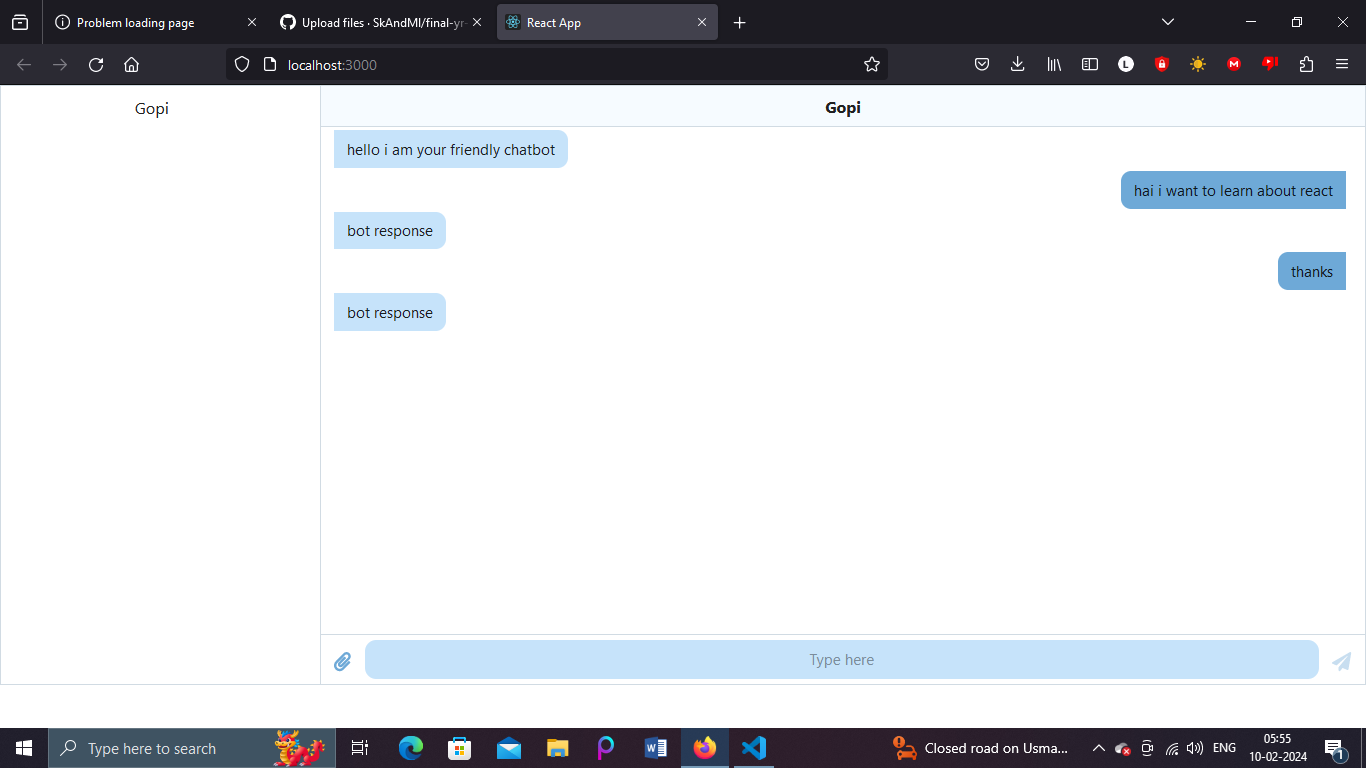 Problem loading page
Upload files · SkAndMl/final-yr-
React App
localhost:3000
L
M
Gopi
Gopi
hello i am your friendly chatbot
hai i want to learn about react
bot response
thanks
bot response
Type here
Type here to search
Closed road on Usma...
ENG
05:55
10-02-2024
1